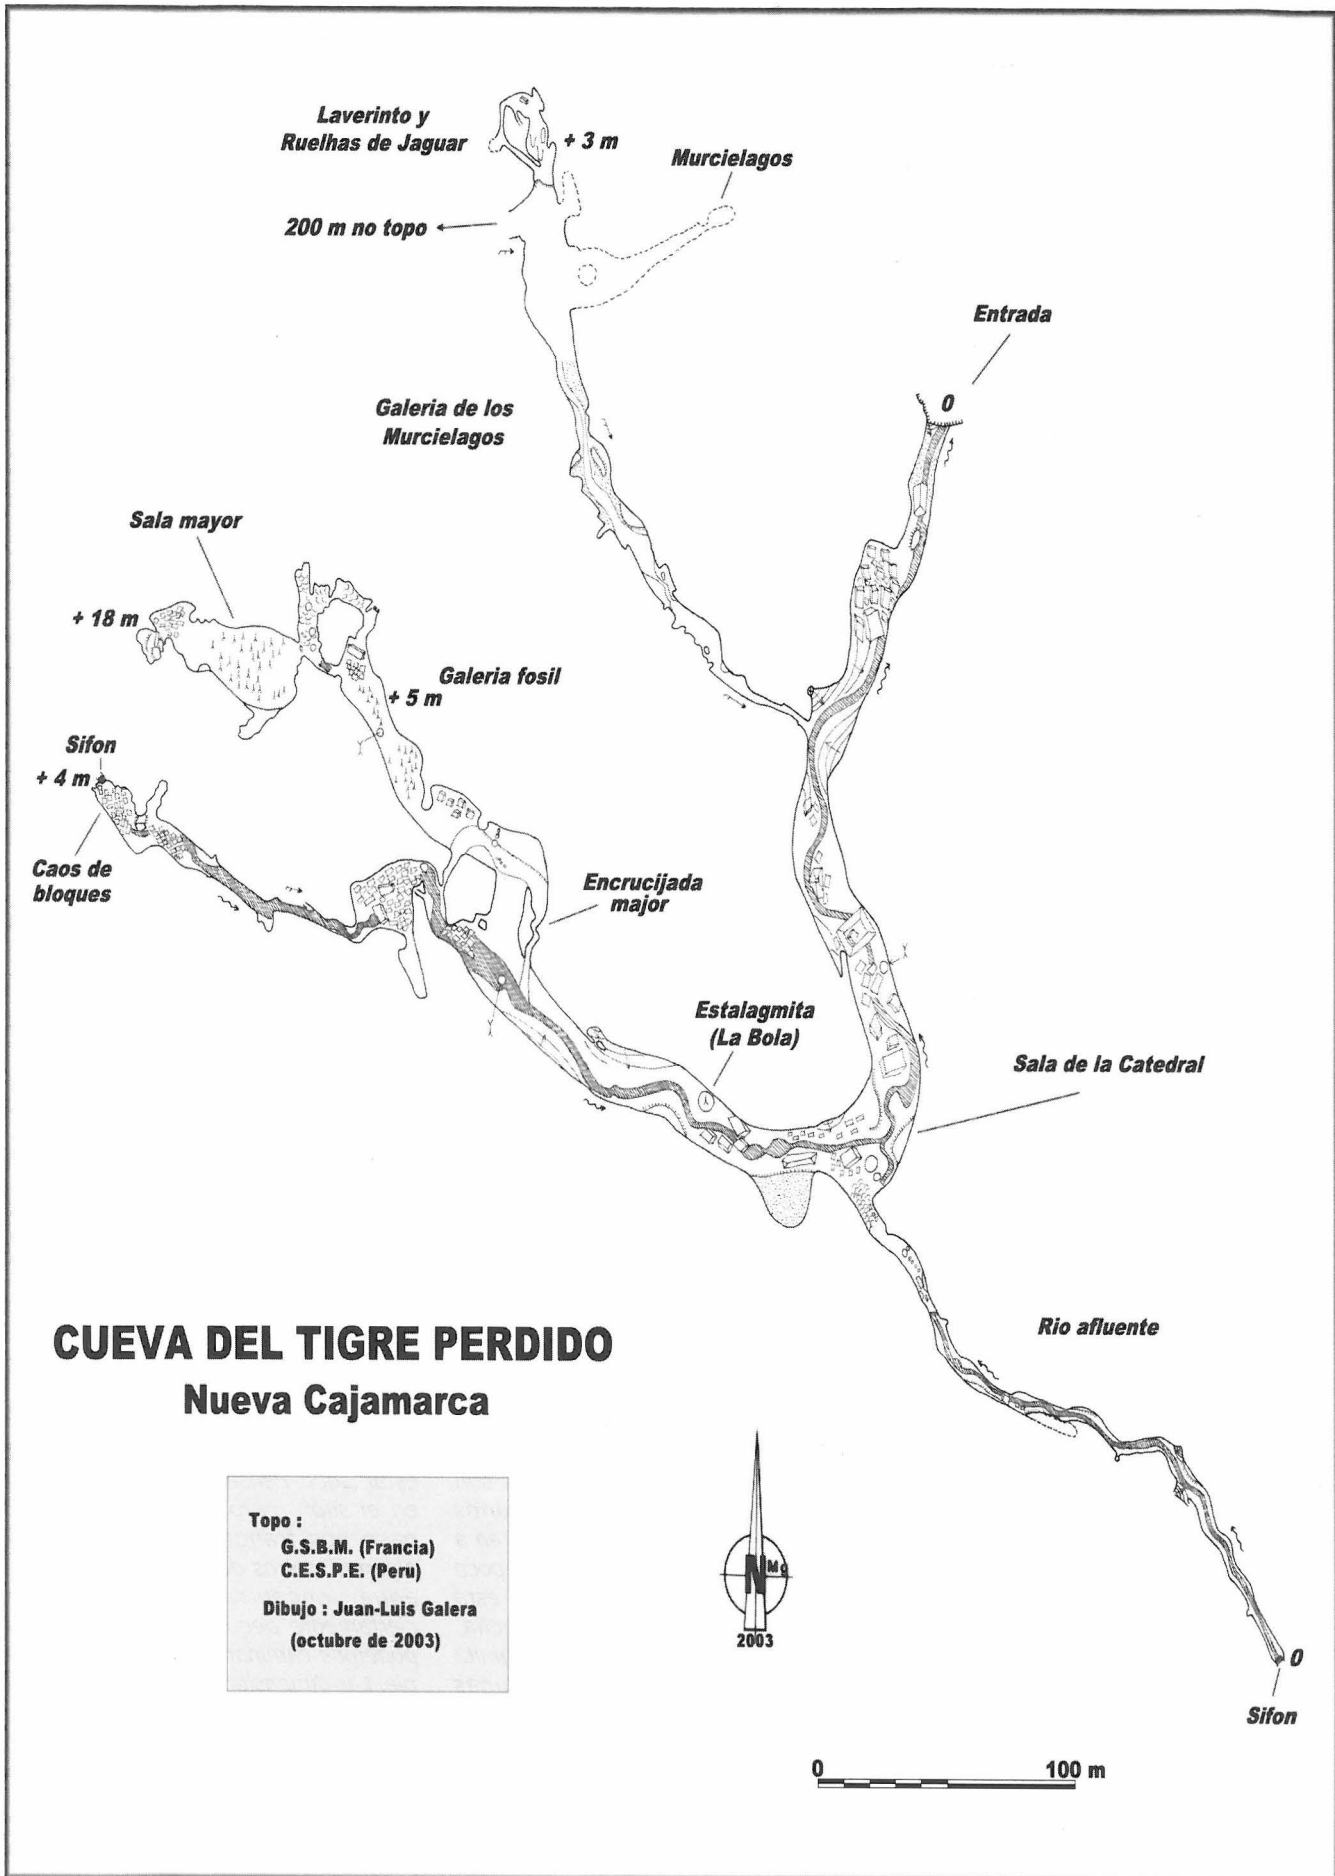 Laverinto y
Ruelhas de Jaguar
+ 3 m
Murcielagos
200 m no topo
Entrada
0
Galeria de los
Murcielagos
Sala mayor
+ 18 m
Galeria fosil
+ 5 m
Sifon
+ 4 m
Caos de
bloques
Encrucijada
major
Estalagmita
(La Bola)
Sala de la Catedral
Rio afluente
CUEVA DEL TIGRE PERDIDO
Nueva Cajamarca
Topo :
G.S.B.M. (Francia)
C.E.S.P.E. (Peru)
Dibujo : Juan-Luis Galera
(octubre de 2003)
N Mg
2003
0
Sifon
0 100 m